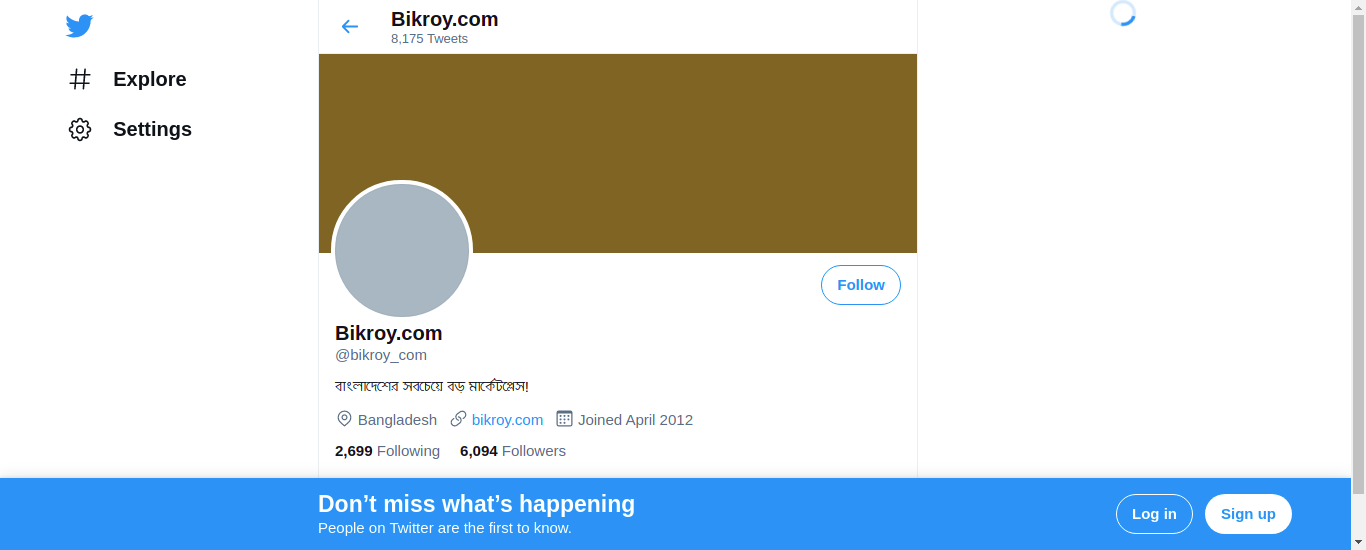 Bikroy.com
8,175 Tweets
Explore
Settings
Follow
Bikroy.com
@bikroy_com
বাংলাদেশের সবচেয়ে বড় মার্কেটপ্লেস!
Bangladesh bikroy.com Joined April 2012
2,699 Following 6,094 Followers
Don’t miss what’s happening
People on Twitter are the first to know.
Log in
Sign up